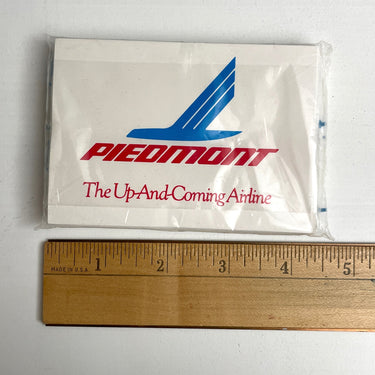 PIEDMONT
The Up-And-Coming Airline
1 2 3 4 5
MADE IN U.S.A.